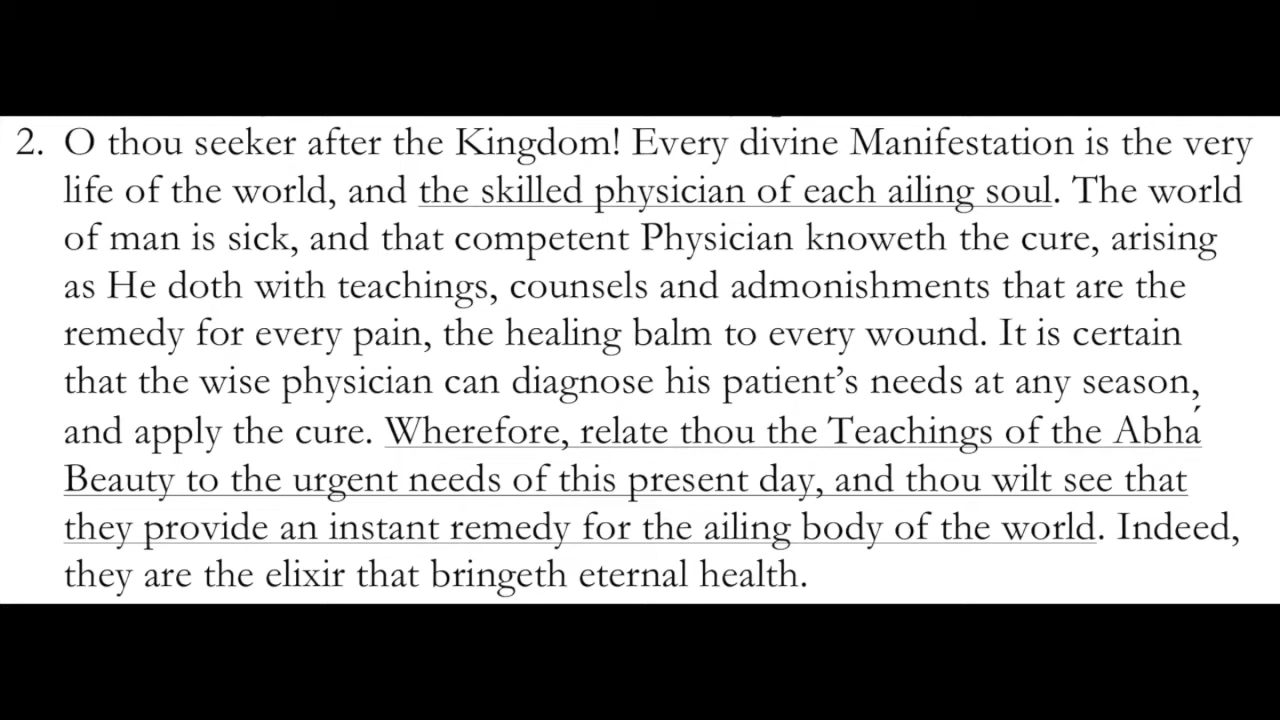 2. O thou seeker after the Kingdom! Every divine Manifestation is the very
life of the world, and the skilled physician of each ailing soul. The world
of man is sick, and that competent Physician knoweth the cure, arising
as He doth with teachings, counsels and admonishments that are the
remedy for every pain, the healing balm to every wound. It is certain
that the wise physician can diagnose his patient’s needs at any season,
and apply the cure. Wherefore, relate thou the Teachings of the Abhá
Beauty to the urgent needs of this present day, and thou wilt see that
they provide an instant remedy for the ailing body of the world. Indeed,
they are the elixir that bringeth eternal health.